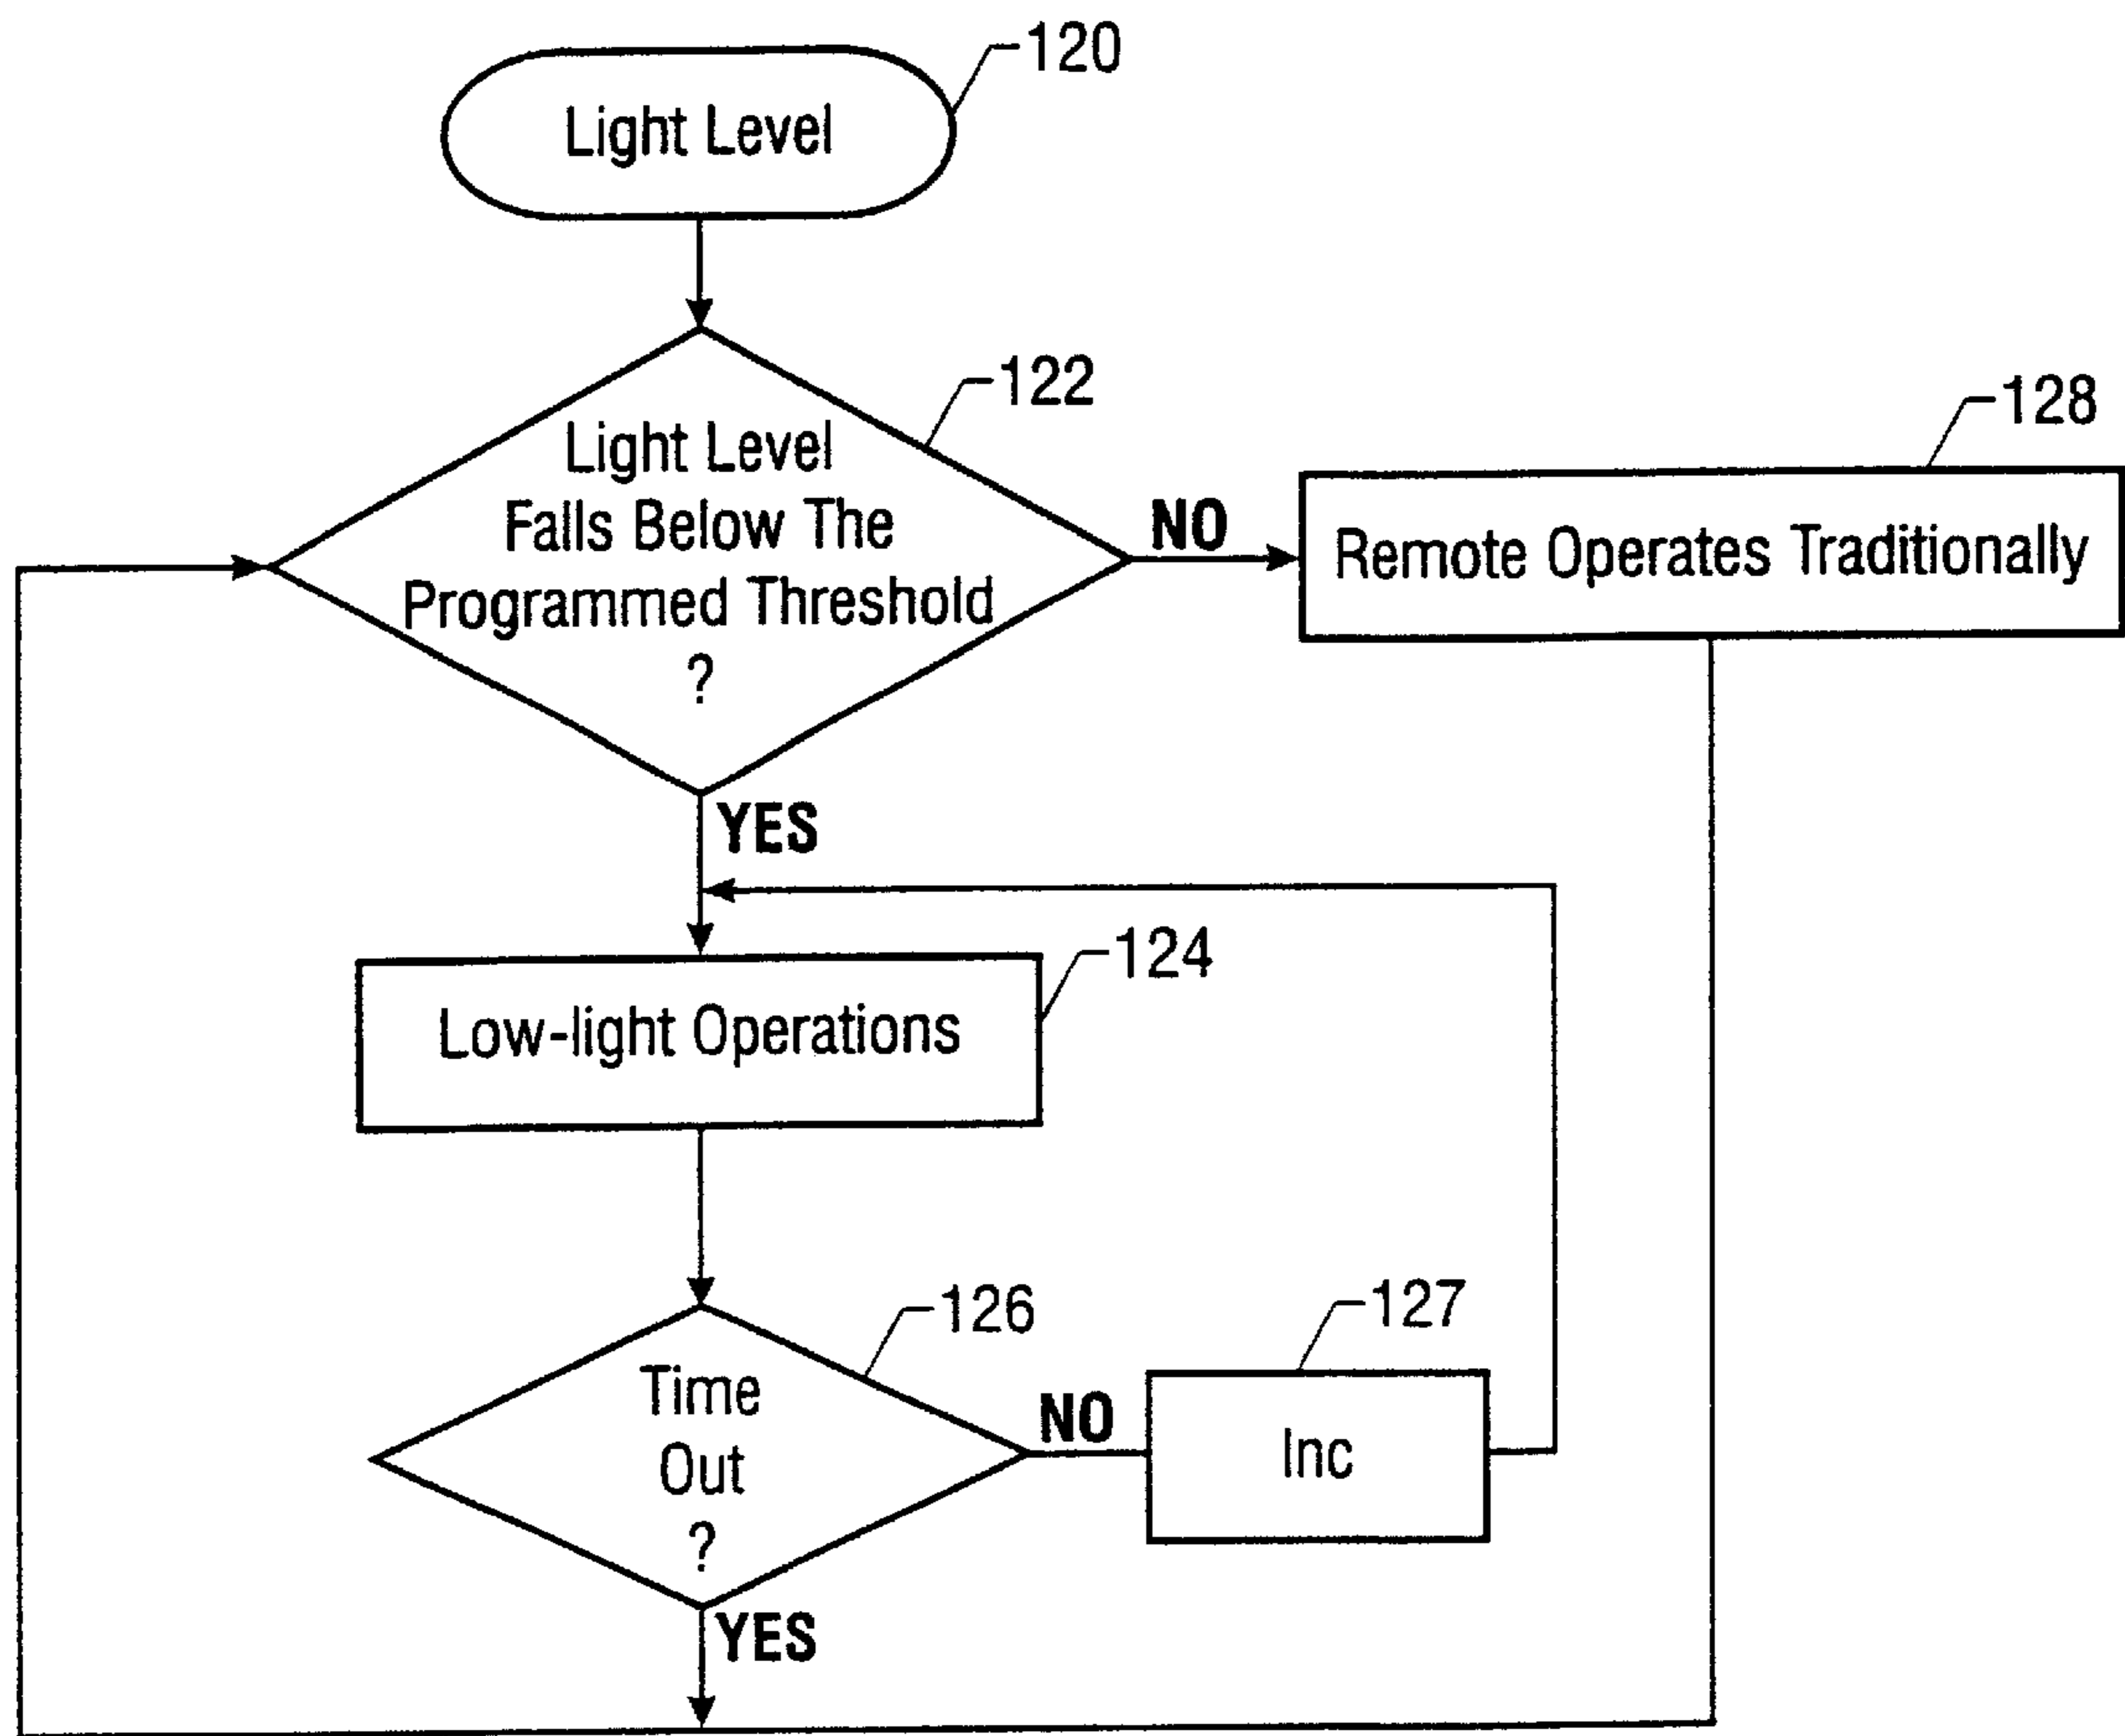 120
Light Level
122
Light Level
Falls Below The
Programmed Threshold
?
NO
128
Remote Operates Traditionally
YES
124
Low-light Operations
126
Time
Out
?
NO
127
Inc
YES